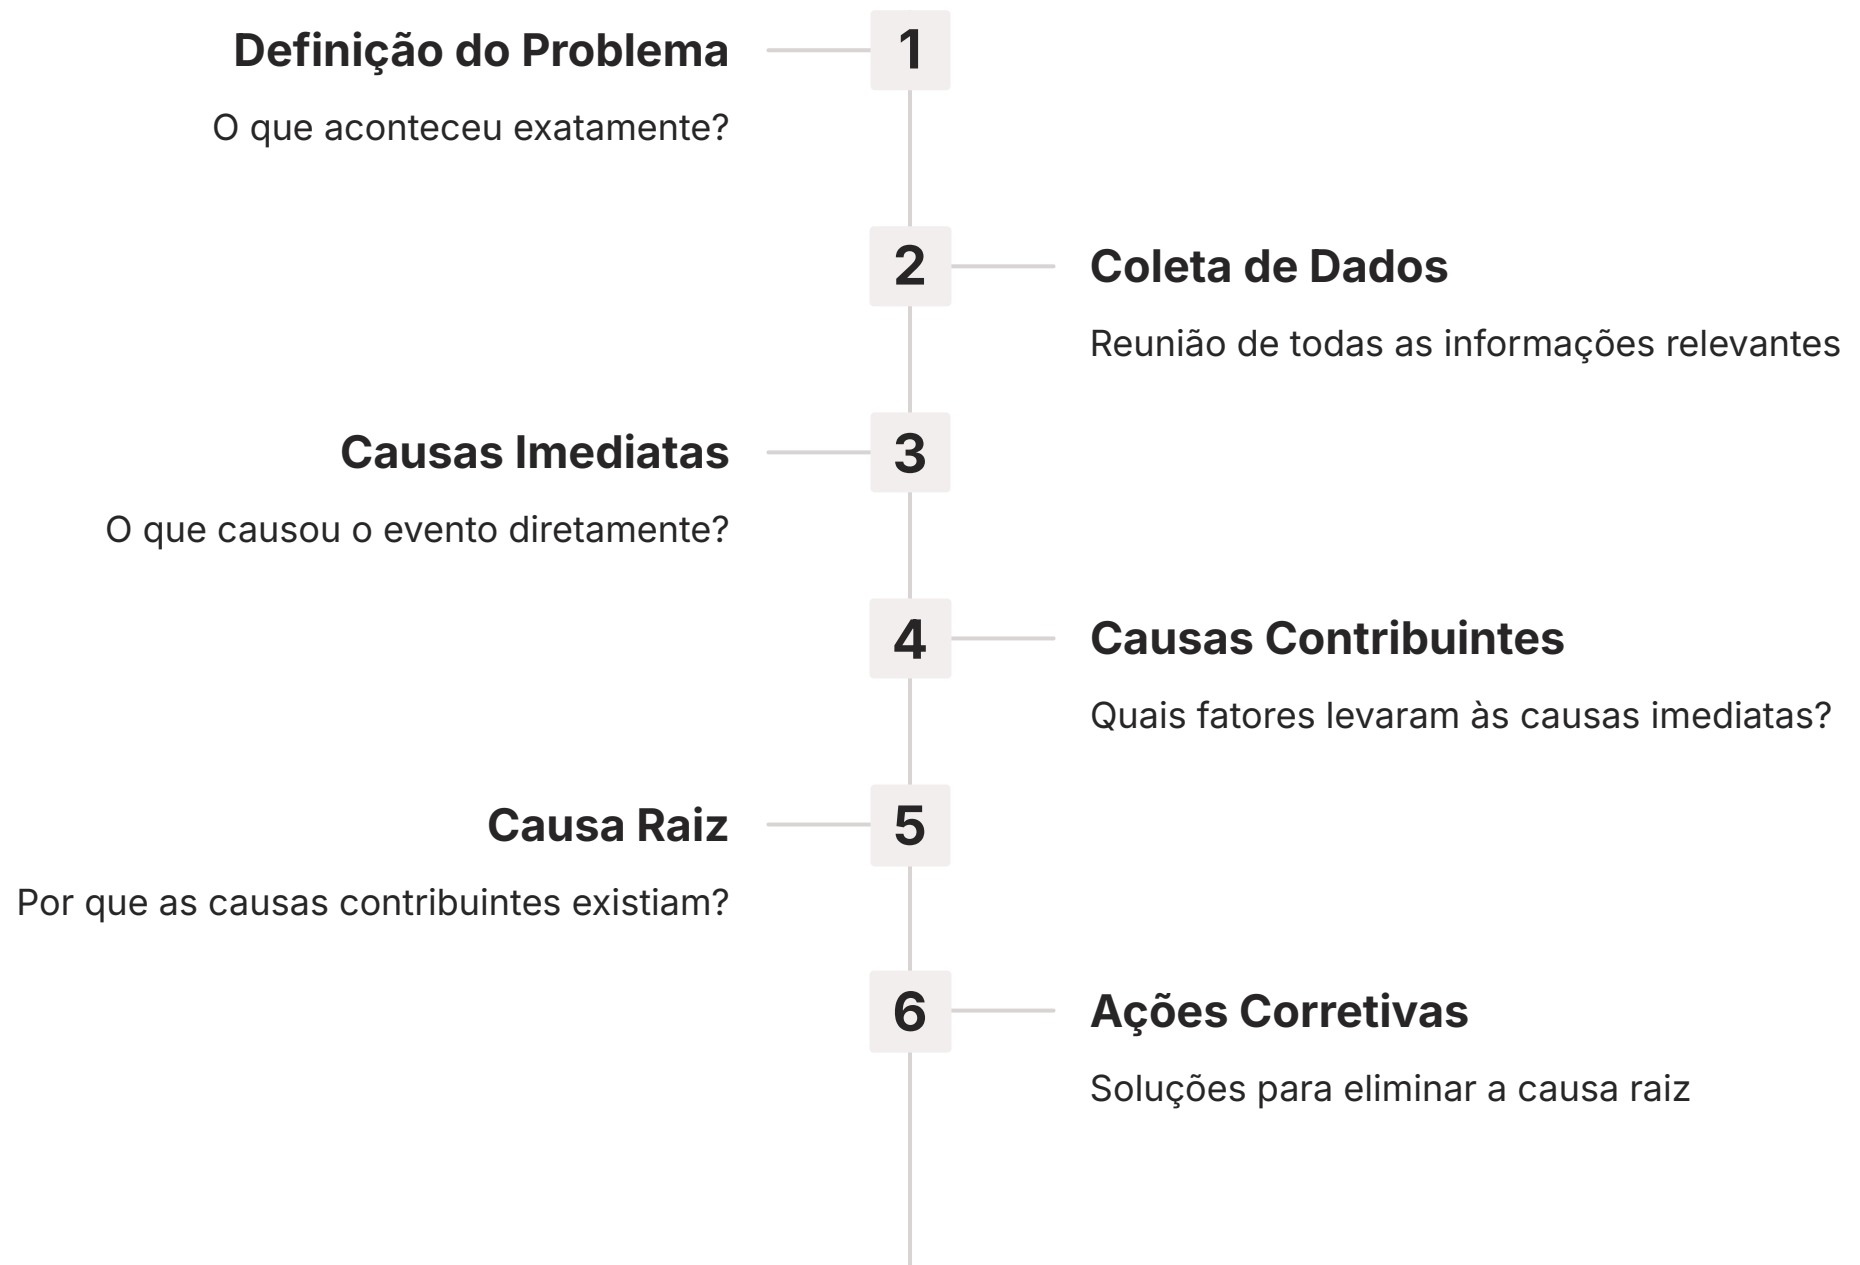 1
Definição do Problema
O que aconteceu exatamente?
2
Coleta de Dados
Reunião de todas as informações relevantes
3
Causas Imediatas
O que causou o evento diretamente?
4
Causas Contribuintes
Quais fatores levaram às causas imediatas?
5
Causa Raiz
Por que as causas contribuintes existiam?
6
Ações Corretivas
Soluções para eliminar a causa raiz